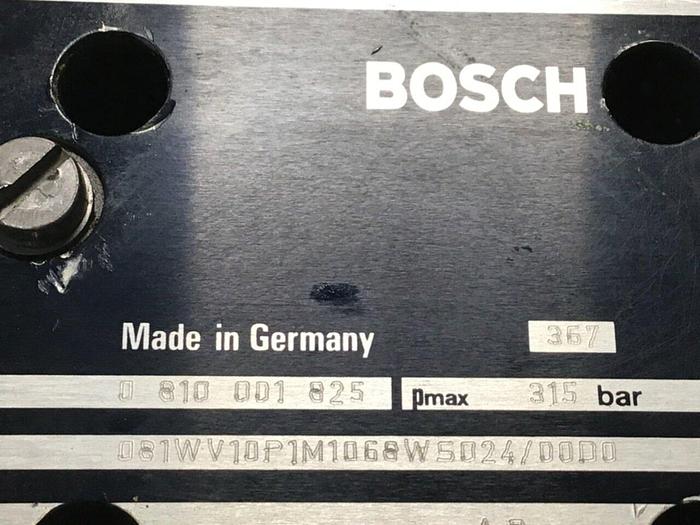 BOSCH
Made in Germany 367
0 810 001 825 pmax 315 bar
081WV10P1M1068WS024/00D0